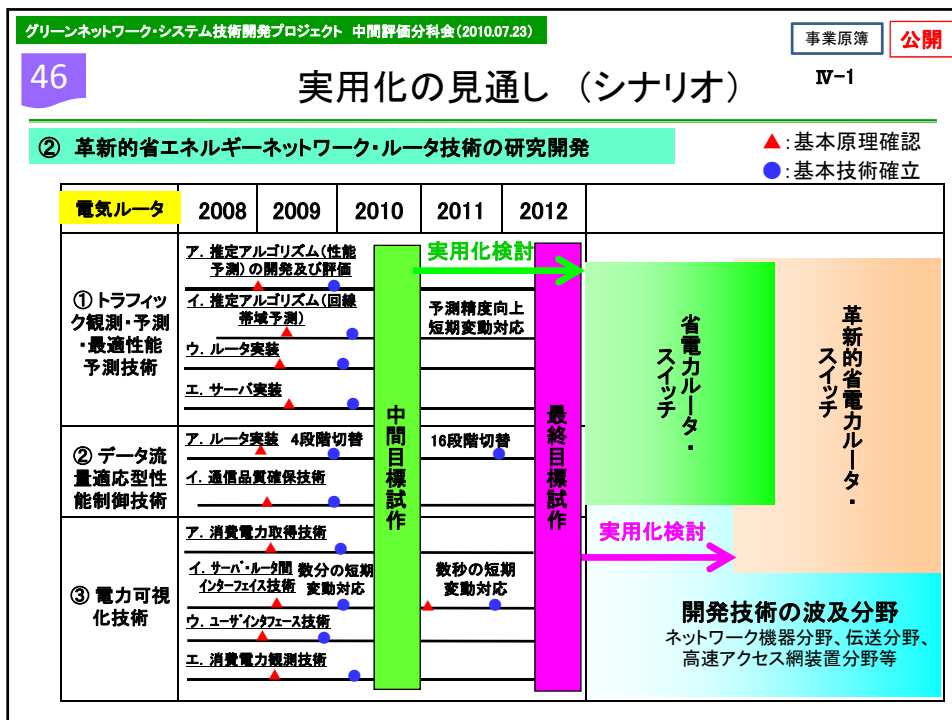 グリーンネットワーク・システム技術開発プロジェクト 中間評価分科会(2010.07.23)
事業原簿
公開
46
実用化の見通し (シナリオ)
Ⅳ-1
② 革新的省エネルギーネットワーク・ルータ技術の研究開発
▲:基本原理確認
●:基本技術確立
電気ルータ
2008
2009
2010
2011
2012
① トラフィッ
ク観測・予測
・最適性能
予測技術
ア. 推定アルゴリズム(性能
予測)の開発及び評価
イ. 推定アルゴリズム(回線
帯域予測)
ウ. ルータ実装
エ. サーバ実装
予測精度向上
短期変動対応
実用化検討
② データ流
量適応型性
能制御技術
ア. ルータ実装 4段階切替
16段階切替
イ. 通信品質確保技術
③ 電力可視
化技術
ア. 消費電力取得技術
イ. サーバ・ルータ間
インターフェイス技術
数分の短期
変動対応
数秒の短期
変動対応
ウ. ユーザインタフェース技術
エ. 消費電力観測技術
中間目標試作
最終目標試作
省電力ルータ・
スイッチ
革新的省電力ルータ・
スイッチ
実用化検討
開発技術の波及分野
ネットワーク機器分野、伝送分野、
高速アクセス網装置分野等